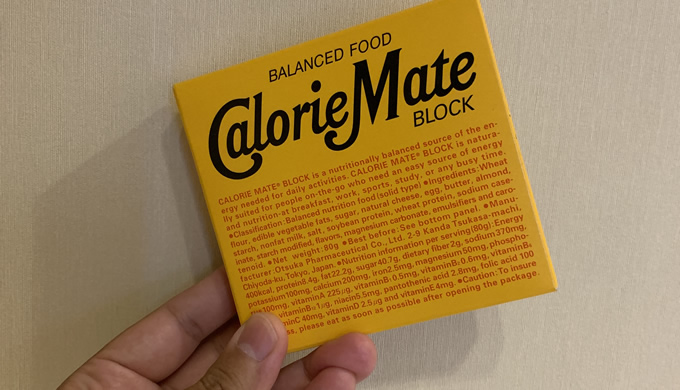 BALANCED FOOD
CalorieMate
BLOCK
CALORIE MATE® BLOCK is a nutritionally balanced source of the en-
ergy needed for daily activities. CALORIE MATE® BLOCK is natura-
lly suited for people on-the-go who need an easy source of energy
and nutrition-at breakfast, work, sports, study, or any busy time.
●Classification: Balanced nutrition food (solid type) ●Ingredients: Wheat
flour, edible vegetable fats, sugar, natural cheese, egg, butter, almond,
starch, nonfat milk, salt, soybean protein, wheat protein, sodium case-
inate, starch modified, flavors, magnesium carbonate, emulsifiers and caro-
tenoid. ●Net weight: 80g ●Best before: See bottom panel. ●Manu-
facturer: Otsuka Pharmaceutical Co., Ltd. 2-9 Kanda Tsukasa-machi,
Chiyoda-ku, Tokyo, Japan. ●Nutrition information per serving (80g): Energy
400kcal, protein8.4g, fat22.2g, sugar40.7g, dietary fiber2g, sodium370mg,
potassium100mg, calcium200mg, iron2.5mg, magnesium50mg, phospho-
100mg, vitaminA 225μg, vitaminB₁ 0.5mg, vitaminB₂ 0.6mg, vitaminB₆
vitaminB₁₂ 1μg, niacin5.5mg, pantothenic acid 2.8mg, folic acid 100
40mg, vitaminD 2.5μg and vitaminE 4mg. ●Caution: To insure
please eat as soon as possible after opening the package.